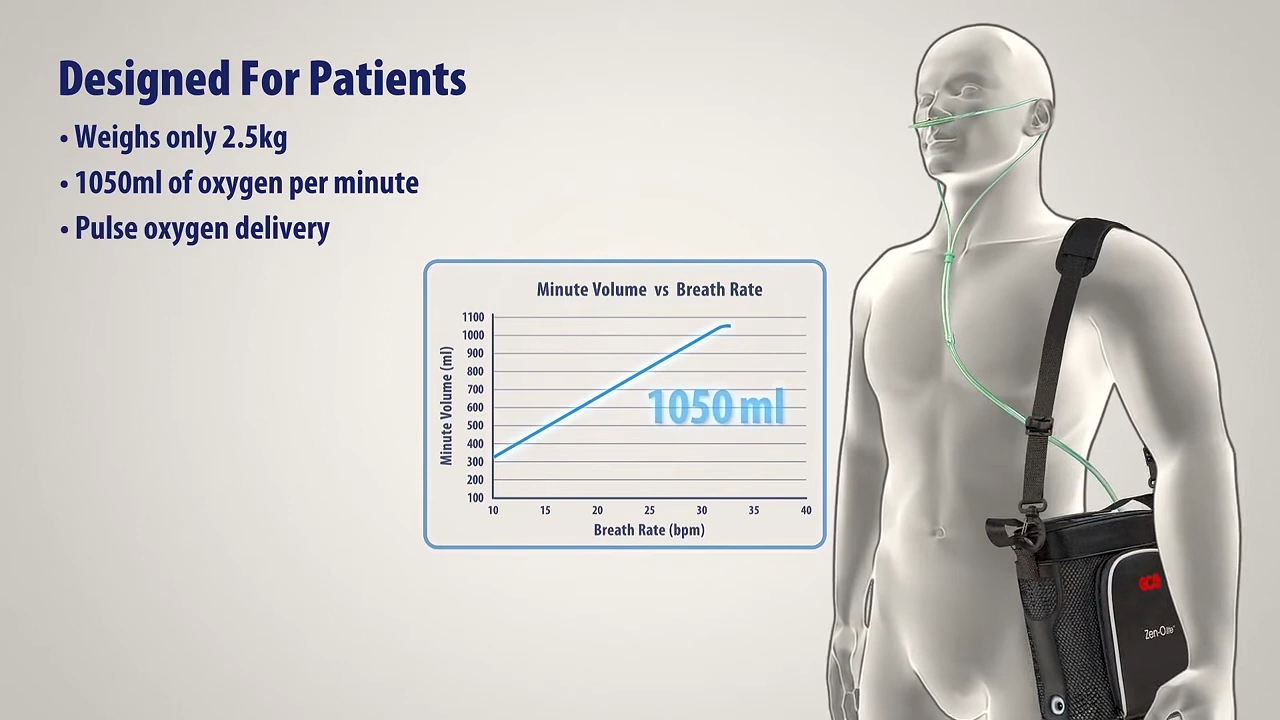 Designed For Patients
• Weighs only 2.5kg
• 1050ml of oxygen per minute
• Pulse oxygen delivery
Minute Volume vs Breath Rate
Minute Volume (ml)
1100
1000
900
800
700
600
500
400
300
200
100
1050 ml
10 15 20 25 30 35 40
Breath Rate (bpm)
GCE
Zen-O lite™